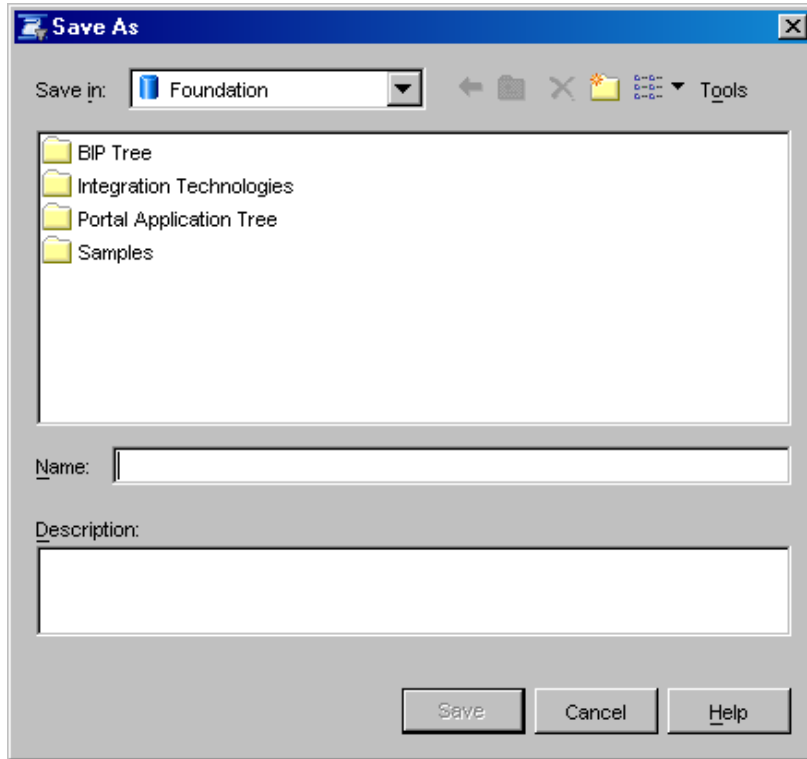 Save As
Save in: Foundation Tools
BIP Tree
Integration Technologies
Portal Application Tree
Samples
Name:
Description:
Save Cancel Help